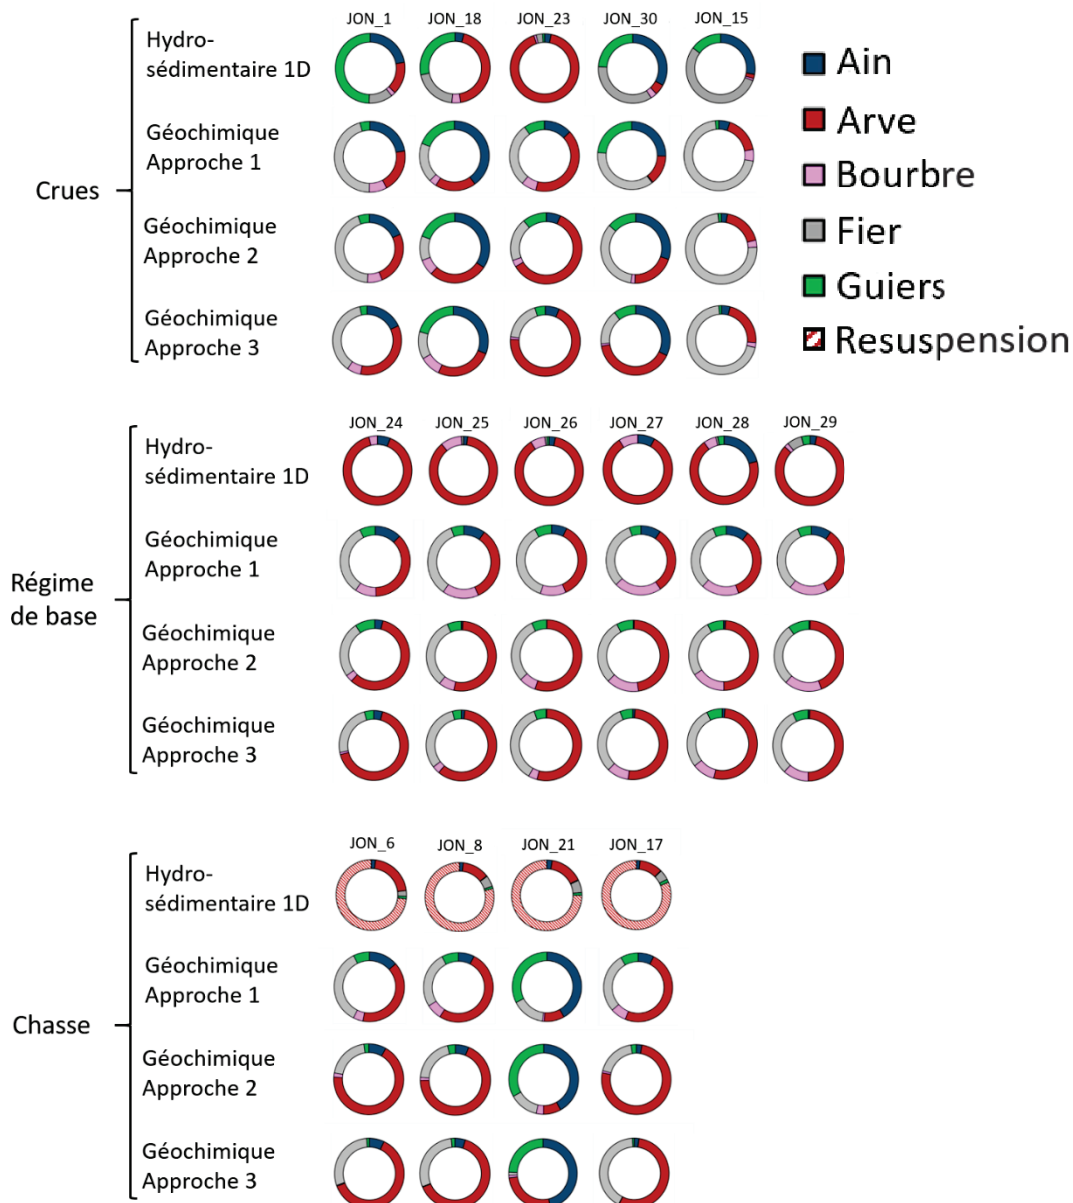 JON_1 JON_18 JON_23 JON_30 JON_15
Hydro-
sédimentaire 1D
Géochimique
Approche 1
Crues
Géochimique
Approche 2
Géochimique
Approche 3
Ain
Arve
Bourbre
Fier
Guiers
Resuspension
JON_24 JON_25 JON_26 JON_27 JON_28 JON_29
Hydro-
sédimentaire 1D
Géochimique
Approche 1
Régime
de base
Géochimique
Approche 2
Géochimique
Approche 3
JON_6 JON_8 JON_21 JON_17
Hydro-
sédimentaire 1D
Géochimique
Approche 1
Chasse
Géochimique
Approche 2
Géochimique
Approche 3